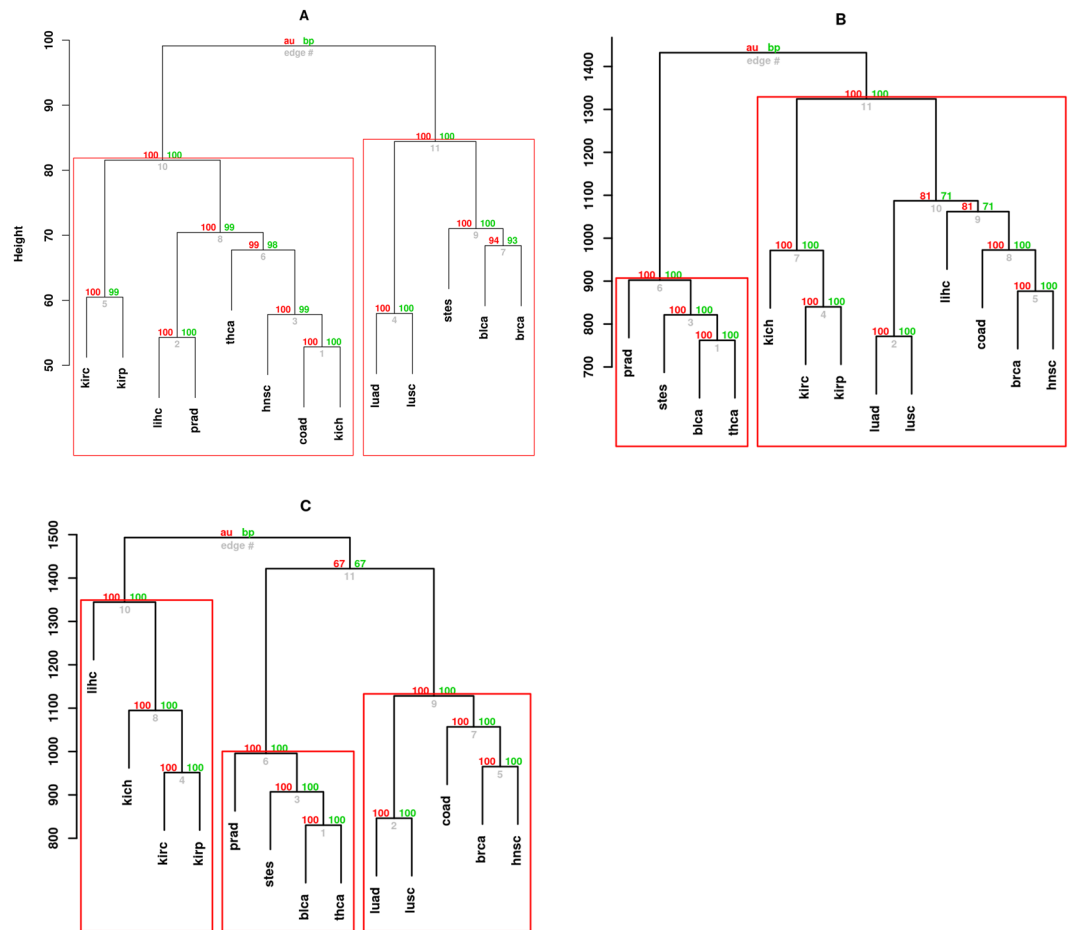 A
100
90
80
70
60
50
Height
au bp
edge #
100 100
11
100 100
10
100 99
8
99 98
6
100 100
9
94 93
7
100 99
5
100 99
3
100 100
4
100 100
2
100 100
1
kirc
kirp
lihc
prad
thca
hnsc
coad
kich
luad
lusc
stes
blca
brca
B
1400
1300
1200
1100
1000
900
800
700
au bp
edge #
100 100
11
81 71
10
81 71
9
100 100
7
100 100
8
100 100
6
100 100
5
100 100
4
100 100
3
100 100
2
100 100
1
prad
stes
blca
thca
kich
kirc
kirp
luad
lusc
lihc
coad
brca
hnsc
C
1500
1400
1300
1200
1100
1000
900
800
au bp
edge #
67 67
11
100 100
10
100 100
9
100 100
8
100 100
7
100 100
6
100 100
5
100 100
4
100 100
3
100 100
2
100 100
1
lihc
kich
kirc
kirp
prad
stes
blca
thca
luad
lusc
coad
brca
hnsc